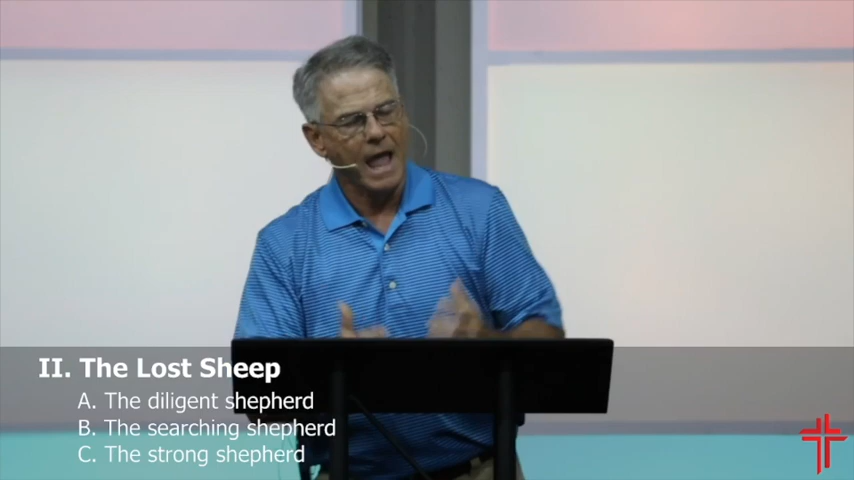 II. The Lost Sheep
A. The diligent shepherd
B. The searching shepherd
C. The strong shepherd